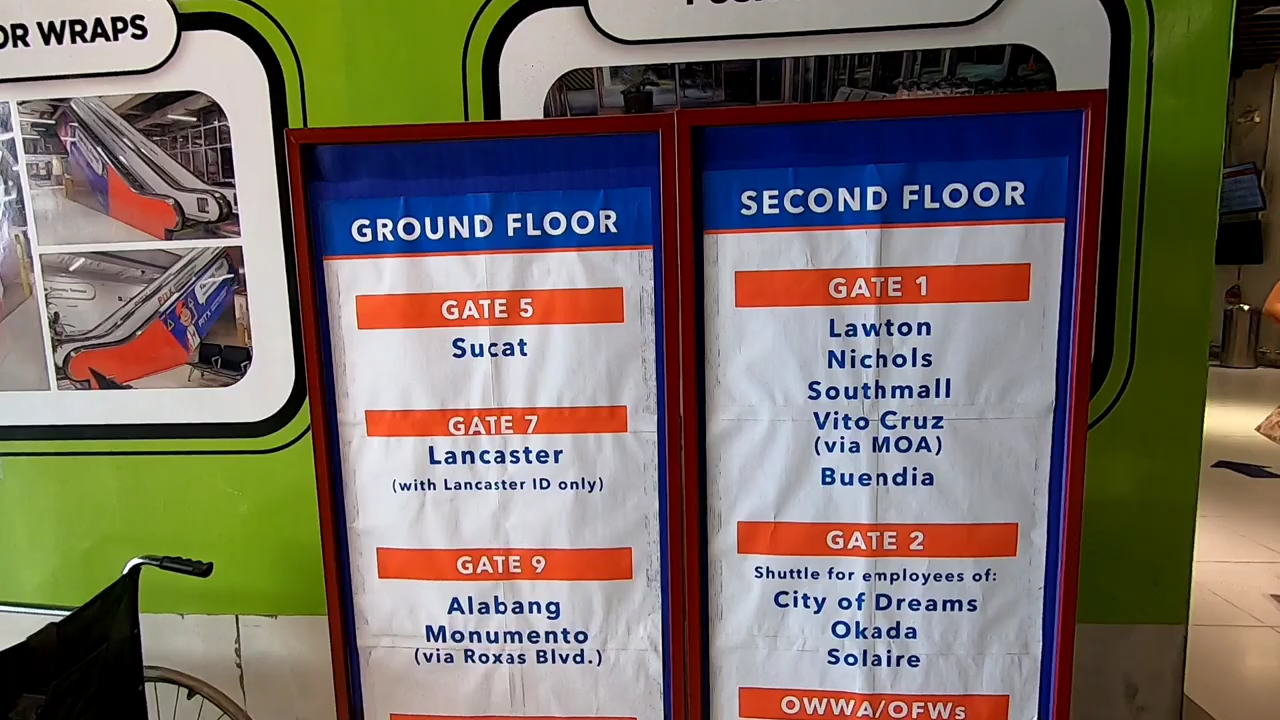 OR WRAPS
GROUND FLOOR
GATE 5
Sucat
GATE 7
Lancaster
(with Lancaster ID only)
GATE 9
Alabang
Monumento
(via Roxas Blvd.)
SECOND FLOOR
GATE 1
Lawton
Nichols
Southmall
Vito Cruz
(via MOA)
Buendia
GATE 2
Shuttle for employees of:
City of Dreams
Okada
Solaire
OWWA/OFWs